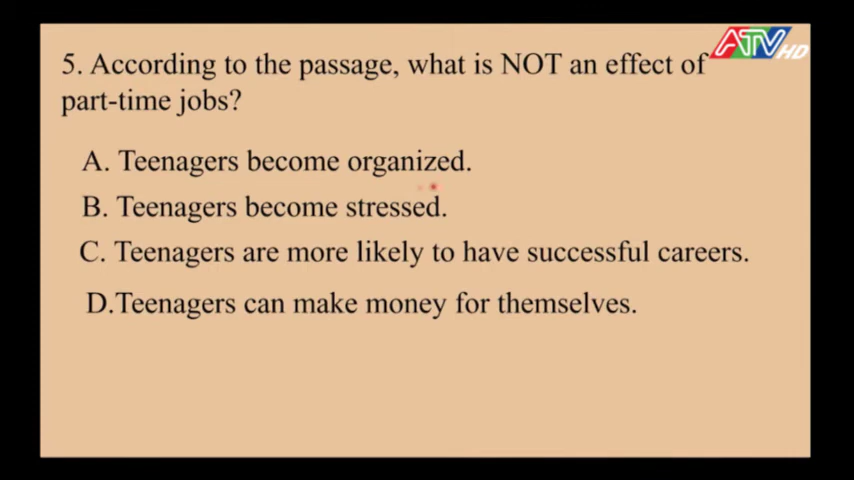 ATV HD
5. According to the passage, what is NOT an effect of
part-time jobs?
A. Teenagers become organized.
B. Teenagers become stressed.
C. Teenagers are more likely to have successful careers.
D.Teenagers can make money for themselves.